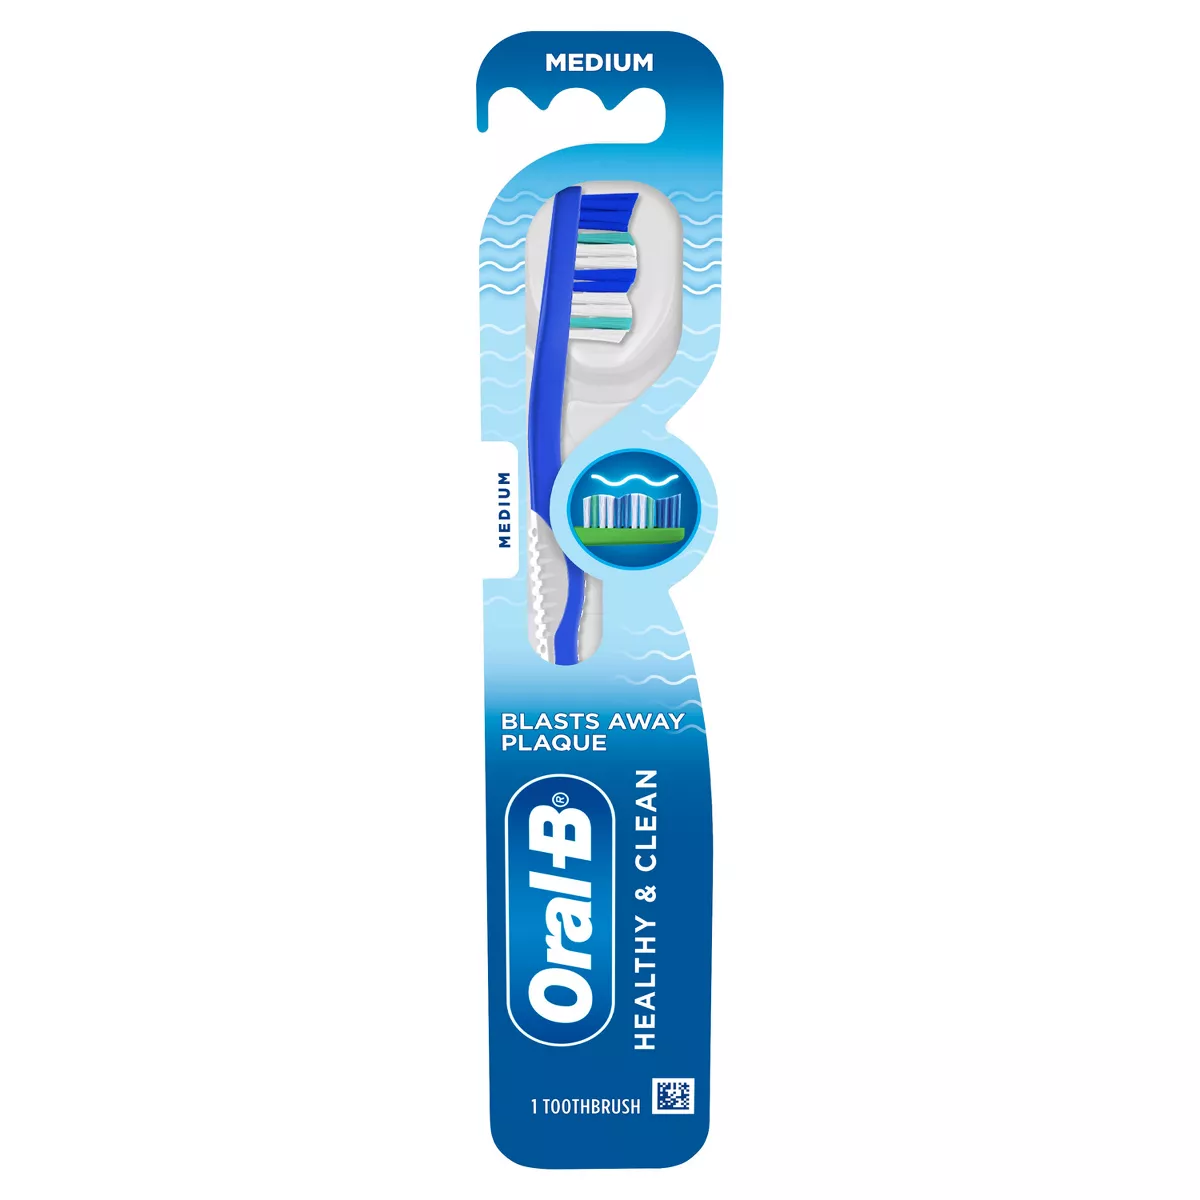 MEDIUM
MEDIUM
BLASTS AWAY
PLAQUE
Oral-B®
HEALTHY & CLEAN
1 TOOTHBRUSH